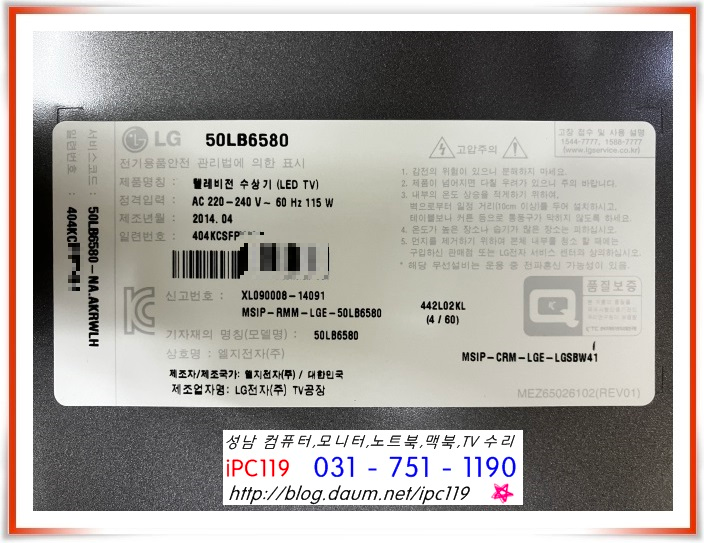 LG 50LB6580
전기용품안전 관리법에 의한 표시
제품명칭 : 텔레비전 수상기 (LED TV)
정격입력 : AC 220-240 V~ 60 Hz 115 W
제조년월 : 2014. 04
일련번호 : 404KCSFP
신고번호 : XL090008-14091
MSIP-RMM-LGE-50LB6580
기자재의 명칭(모델명) : 50LB6580
상호명 : 엘지전자(주)
제조자/제조국가: 엘지전자(주) / 대한민국
제조업자명: LG전자(주) TV공장
서비스코드 : 50LB6580-NA.AKRWLH
일련번호 : 404KC
고압주의
고장 접수 및 사용 설명
1544-7777, 1588-7777
(www.lgservice.co.kr)
1. 감전의 위험이 있으니 분해하지 마세요.
2. 제품이 넘어지면 다칠 우려가 있으니 주의 바랍니다.
3. 내부의 온도 상승을 적게하기 위하여,
벽으로부터 일정 거리(10cm 이상)를 두어 설치하시고,
테이블보나 커튼 등으로 통풍구가 막히지 않도록 하세요.
4. 온도가 높은 장소나 습기가 많은 장소는 피하세요.
5. 먼지를 제거하기 위하여 본체 내부를 청소 할 때에는
구입하신 판매점 또는 LG전자 서비스 센터와 상의하세요.
* 해당 무선설비는 운용 중 전파혼신 가능성이 있음.
442L02KL
(4 / 60)
Q
품질보증
MSIP-CRM-LGE-LGSBW41
MEZ65026102(REV01)
성남 컴퓨터,모니터,노트북,맥북,TV 수리
iPC119 031 - 751 - 1190
http://blog.daum.net/ipc119